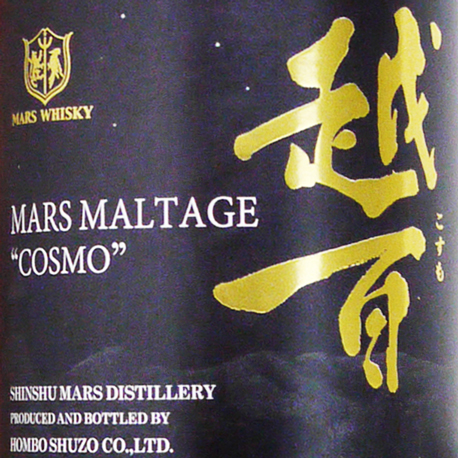 MARS WHISKY
越百
こすも
MARS MALTAGE
“COSMO”
SHINSHU MARS DISTILLERY
PRODUCED AND BOTTLED BY
HOMBO SHUZO CO.,LTD.